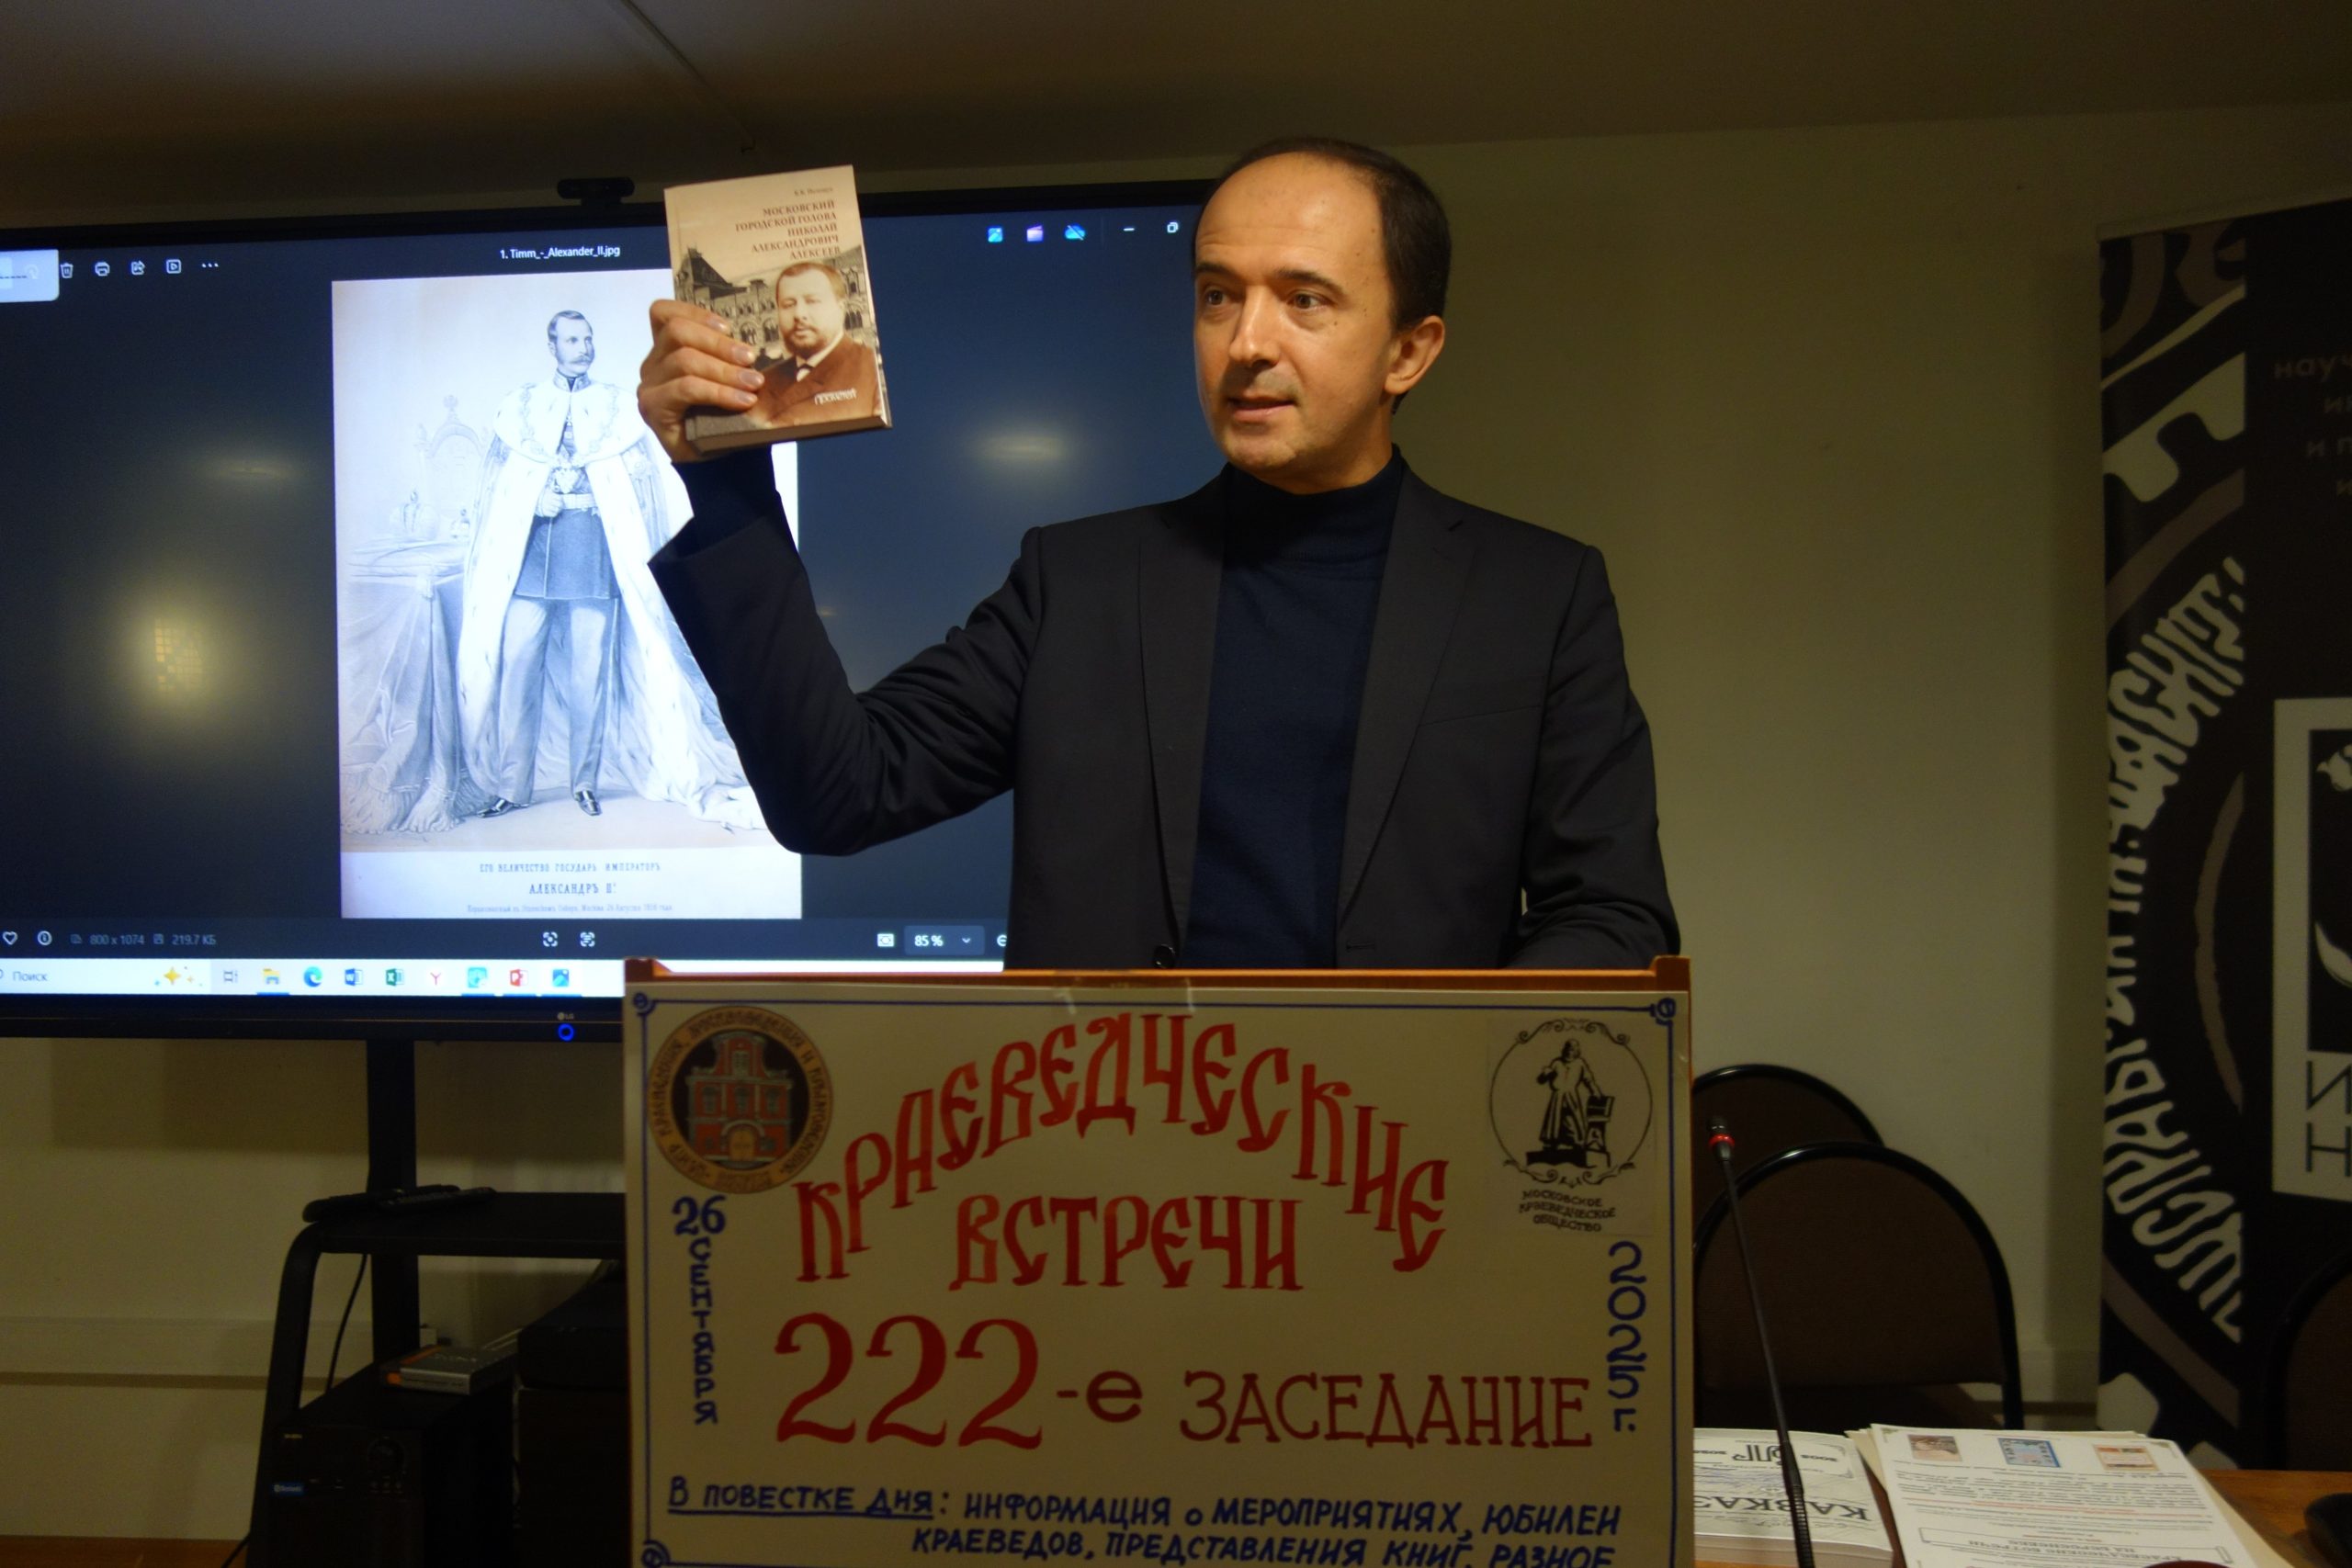 1. Timm_-_Alexander_II.jpg
МОСКОВСКИЙ
ГОРОДСКОЙ ГОЛОВА
НИКОЛАЙ
АЛЕКСАНДРОВИЧ
АЛЕКСЕЕВ
ЕГО ВЕЛИЧЕСТВО ГОСУДАРЬ ИМПЕРАТОРЪ
АЛЕКСАНДРЪ II
800 x 1074
219.7 КБ
85 %
Поиск
LG
КРАЕВЕДЧЕСКИЕ
ВСТРЕЧИ
МОСКОВСКОЕ
КРАЕВЕДЧЕСКОЕ
ОБЩЕСТВО
26
СЕНТЯБРЯ
2025 г.
222-е ЗАСЕДАНИЕ
В ПОВЕСТКЕ ДНЯ: ИНФОРМАЦИЯ о МЕРОПРИЯТИЯХ, ЮБИЛЕИ
КРАЕВЕДОВ, ПРЕДСТАВЛЕНИЯ КНИГ, РАЗНОЕ
КАВКАЗ